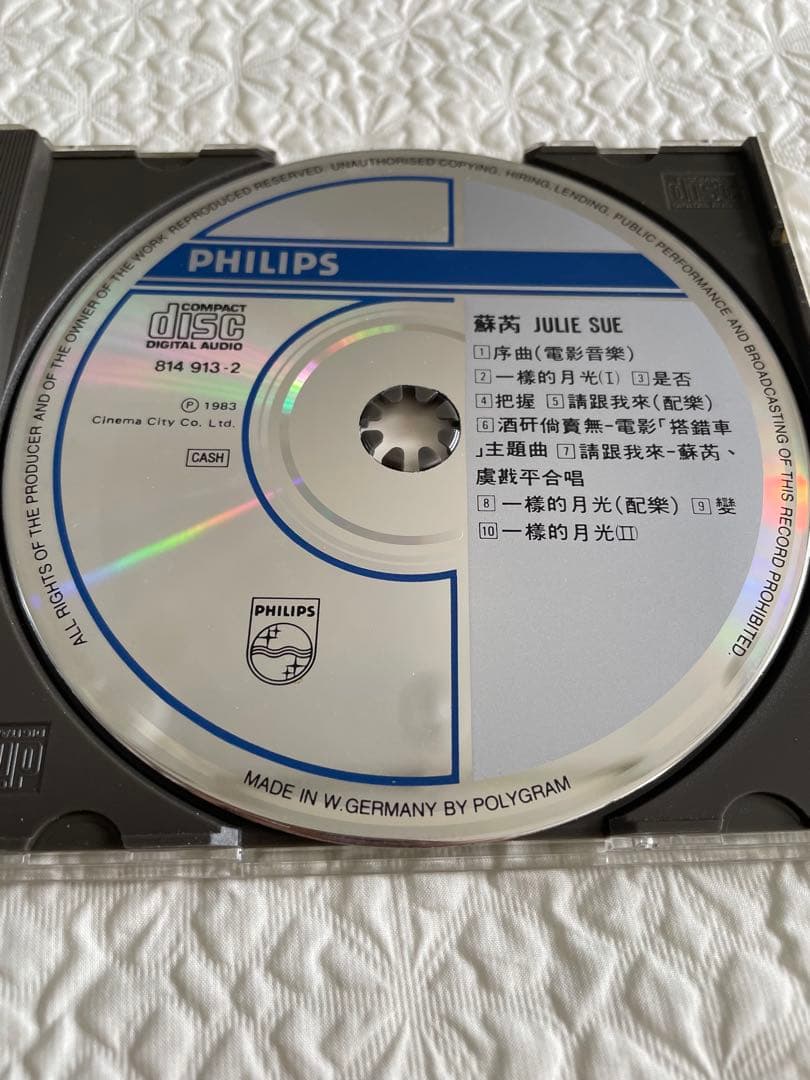 ALL RIGHTS OF THE PRODUCER AND OF THE OWNER OF THE WORK REPRODUCED RESERVED. UNAUTHORISED COPYING, HIRING, LENDING, PUBLIC PERFORMANCE AND BROADCASTING OF THIS RECORD PROHIBITED.
PHILIPS
COMPACT
disc
DIGITAL AUDIO
814 913-2
Ⓟ 1983
Cinema City Co. Ltd.
CASH
PHILIPS
蘇芮 JULIE SUE
1 序曲(電影音樂)
2 一樣的月光(I) 3 是否
4 把握 5 請跟我來(配樂)
6 酒矸倘賣無-電影「搭錯車
」主題曲 7 請跟我來-蘇芮、
虞戡平合唱
8 一樣的月光(配樂) 9 變
10 一樣的月光(II)
MADE IN W.GERMANY BY POLYGRAM
disc